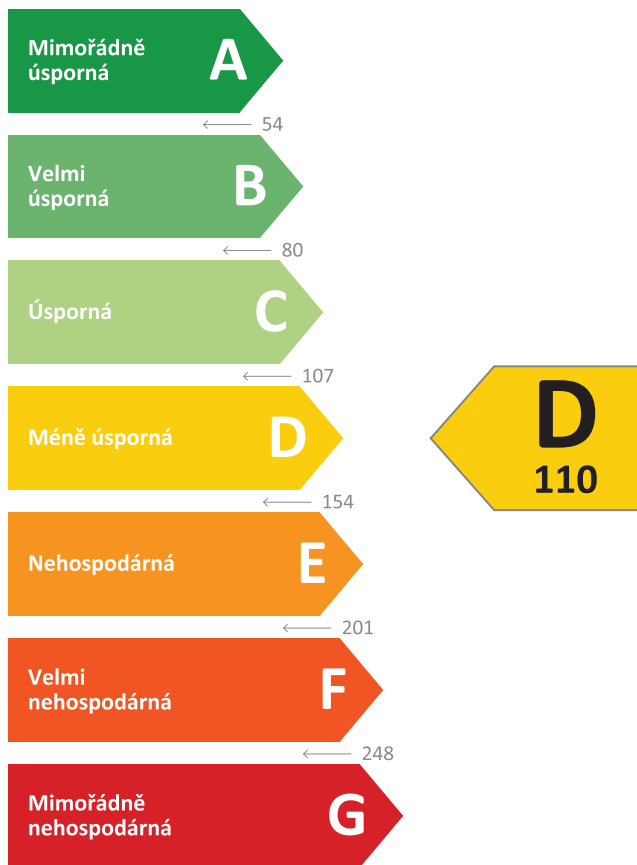 Mimořádně
úsporná
A
54
Velmi
úsporná
B
80
Úsporná
C
107
Méně úsporná
D
154
D
110
Nehospodárná
E
201
Velmi
nehospodárná
F
248
Mimořádně
nehospodárná
G